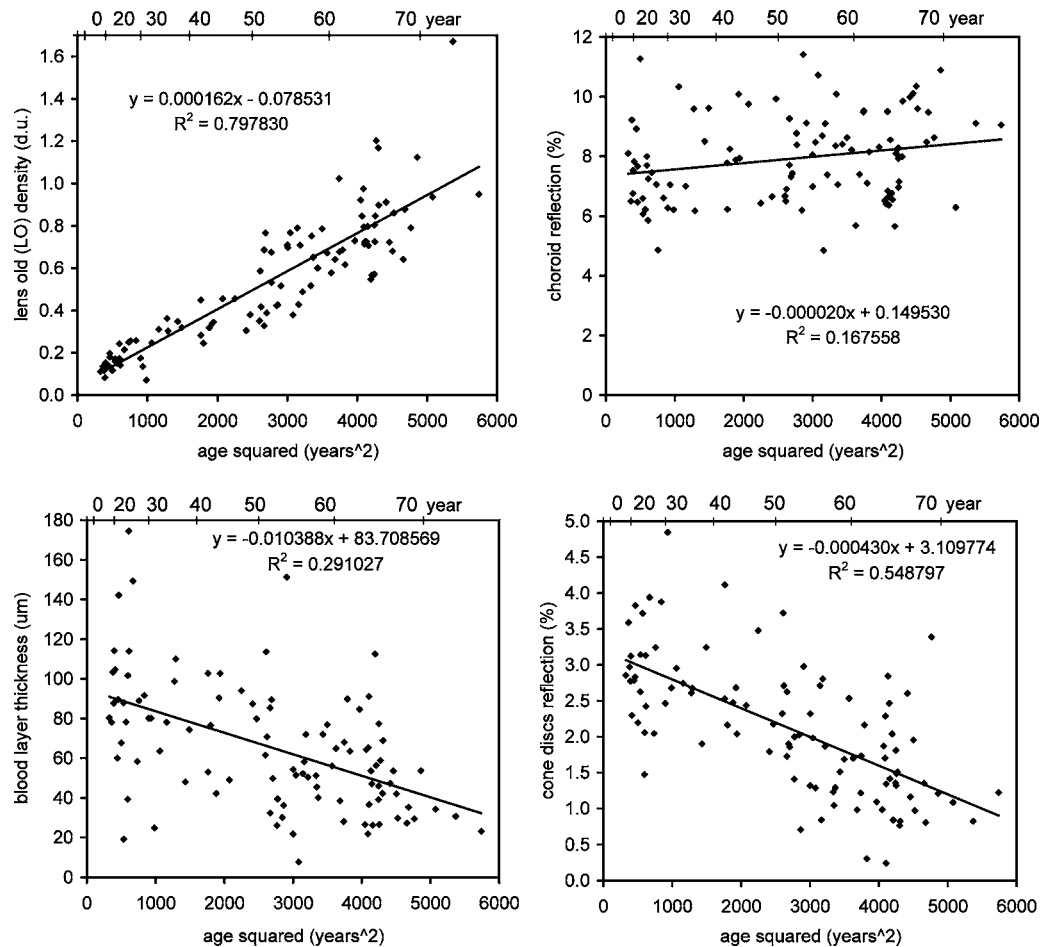 0 20 30 40 50 60 70 year
1.6
1.4
1.2
1.0
0.8
0.6
0.4
0.2
0.0
y = 0.000162x - 0.078531
R² = 0.797830
lens old (LO) density (d.u.)
0 1000 2000 3000 4000 5000 6000
age squared (years^2)
0 20 30 40 50 60 70 year
12
10
8
6
4
2
0
y = -0.000020x + 0.149530
R² = 0.167558
choroid reflection (%)
0 1000 2000 3000 4000 5000 6000
age squared (years^2)
0 20 30 40 50 60 70 year
180
160
140
120
100
80
60
40
20
0
y = -0.010388x + 83.708569
R² = 0.291027
blood layer thickness (um)
0 1000 2000 3000 4000 5000 6000
age squared (years^2)
0 20 30 40 50 60 70 year
5.0
4.5
4.0
3.5
3.0
2.5
2.0
1.5
1.0
0.5
0.0
y = -0.000430x + 3.109774
R² = 0.548797
cone discs reflection (%)
0 1000 2000 3000 4000 5000 6000
age squared (years^2)